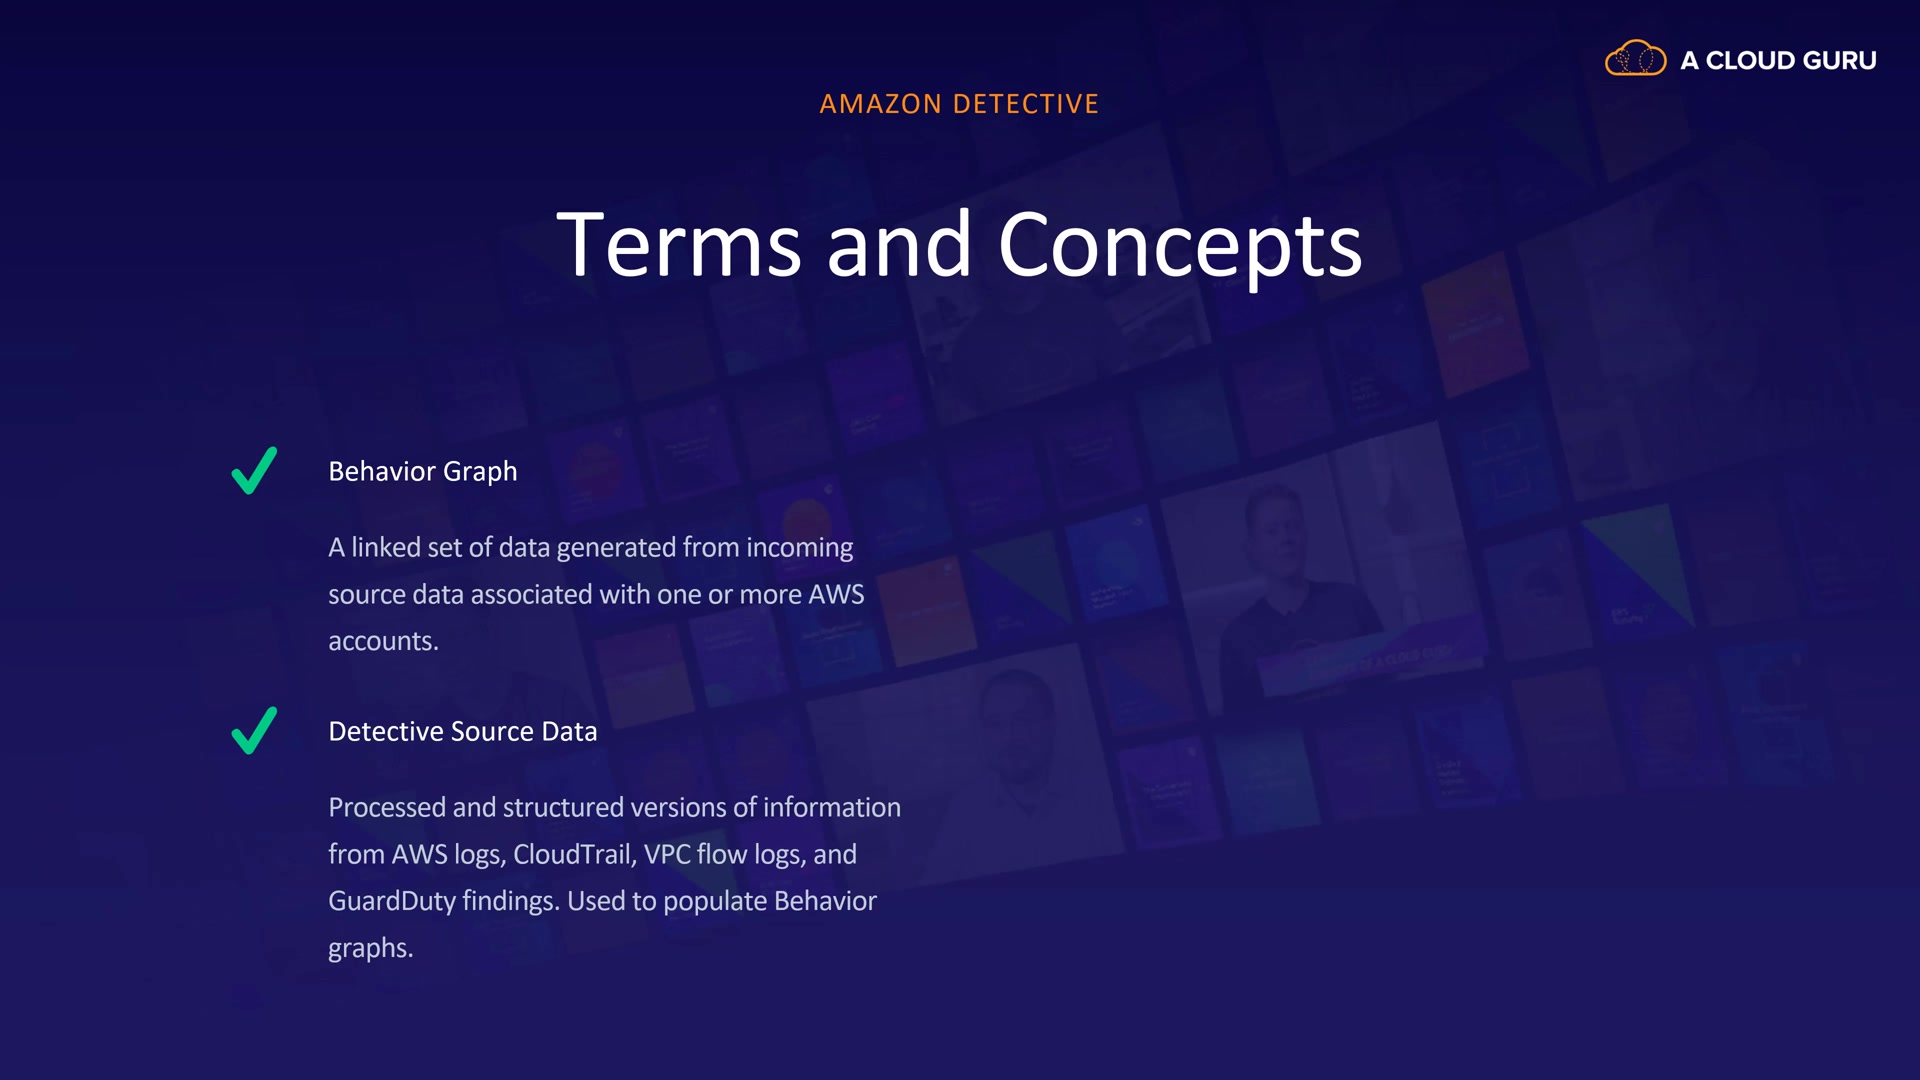 A CLOUD GURU
AMAZON DETECTIVE
Terms and Concepts
Behavior Graph
A linked set of data generated from incoming
source data associated with one or more AWS
accounts.
Detective Source Data
Processed and structured versions of information
from AWS logs, CloudTrail, VPC flow logs, and
GuardDuty findings. Used to populate Behavior
graphs.